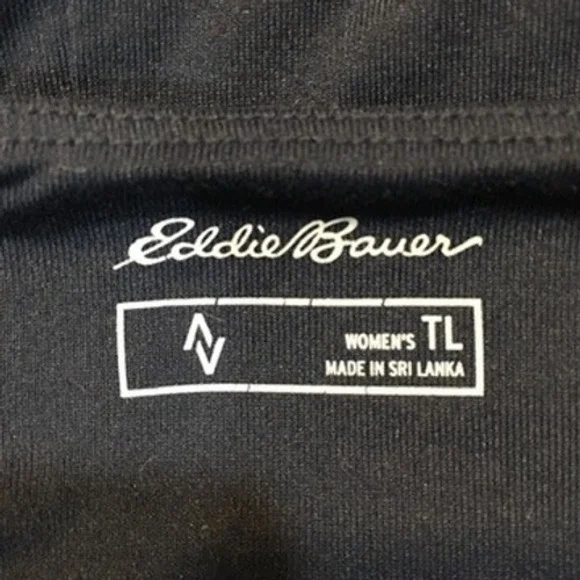 Eddie Bauer
WOMEN'S TL
MADE IN SRI LANKA